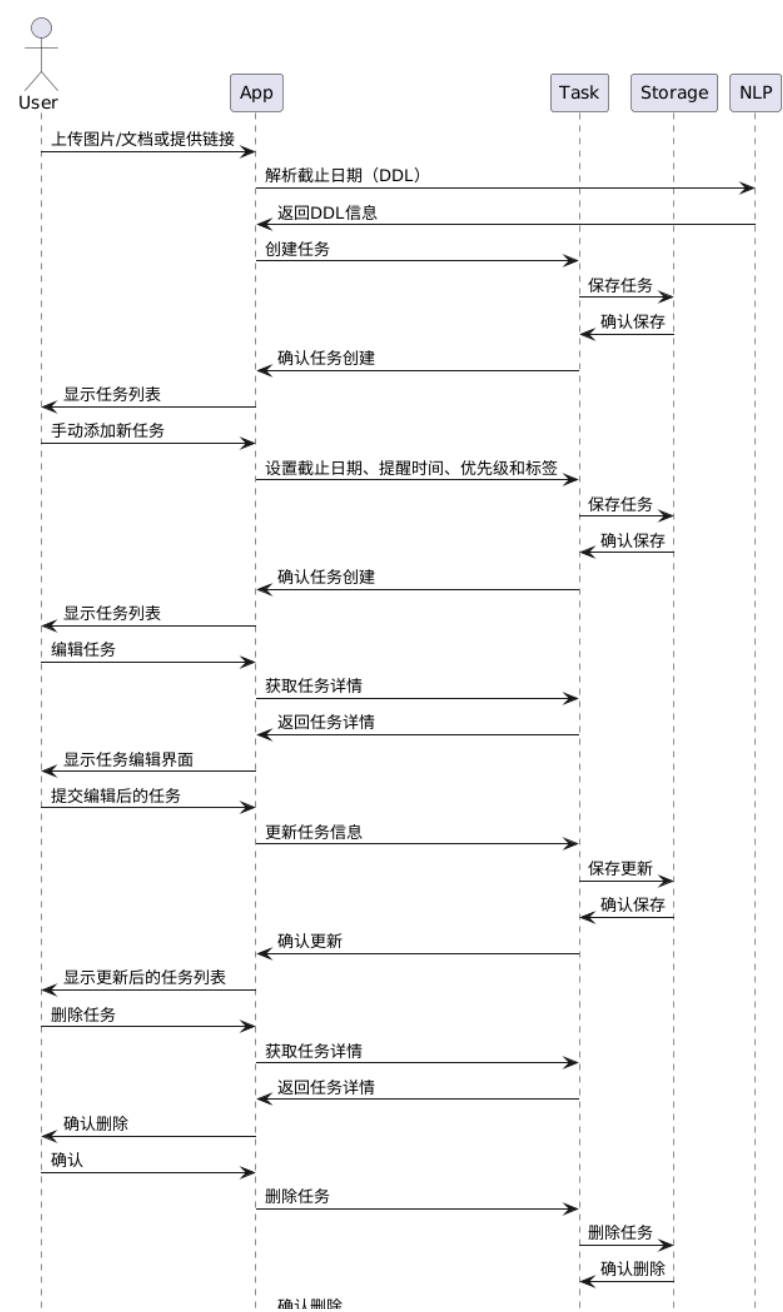 User
App
Task
Storage
NLP
上传图片/文档或提供链接
解析截止日期（DDL）
返回DDL信息
创建任务
保存任务
确认保存
确认任务创建
显示任务列表
手动添加新任务
设置截止日期、提醒时间、优先级和标签
保存任务
确认保存
确认任务创建
显示任务列表
编辑任务
获取任务详情
返回任务详情
显示任务编辑界面
提交编辑后的任务
更新任务信息
保存更新
确认保存
确认更新
显示更新后的任务列表
删除任务
获取任务详情
返回任务详情
确认删除
确认
删除任务
删除任务
确认删除
确认删除